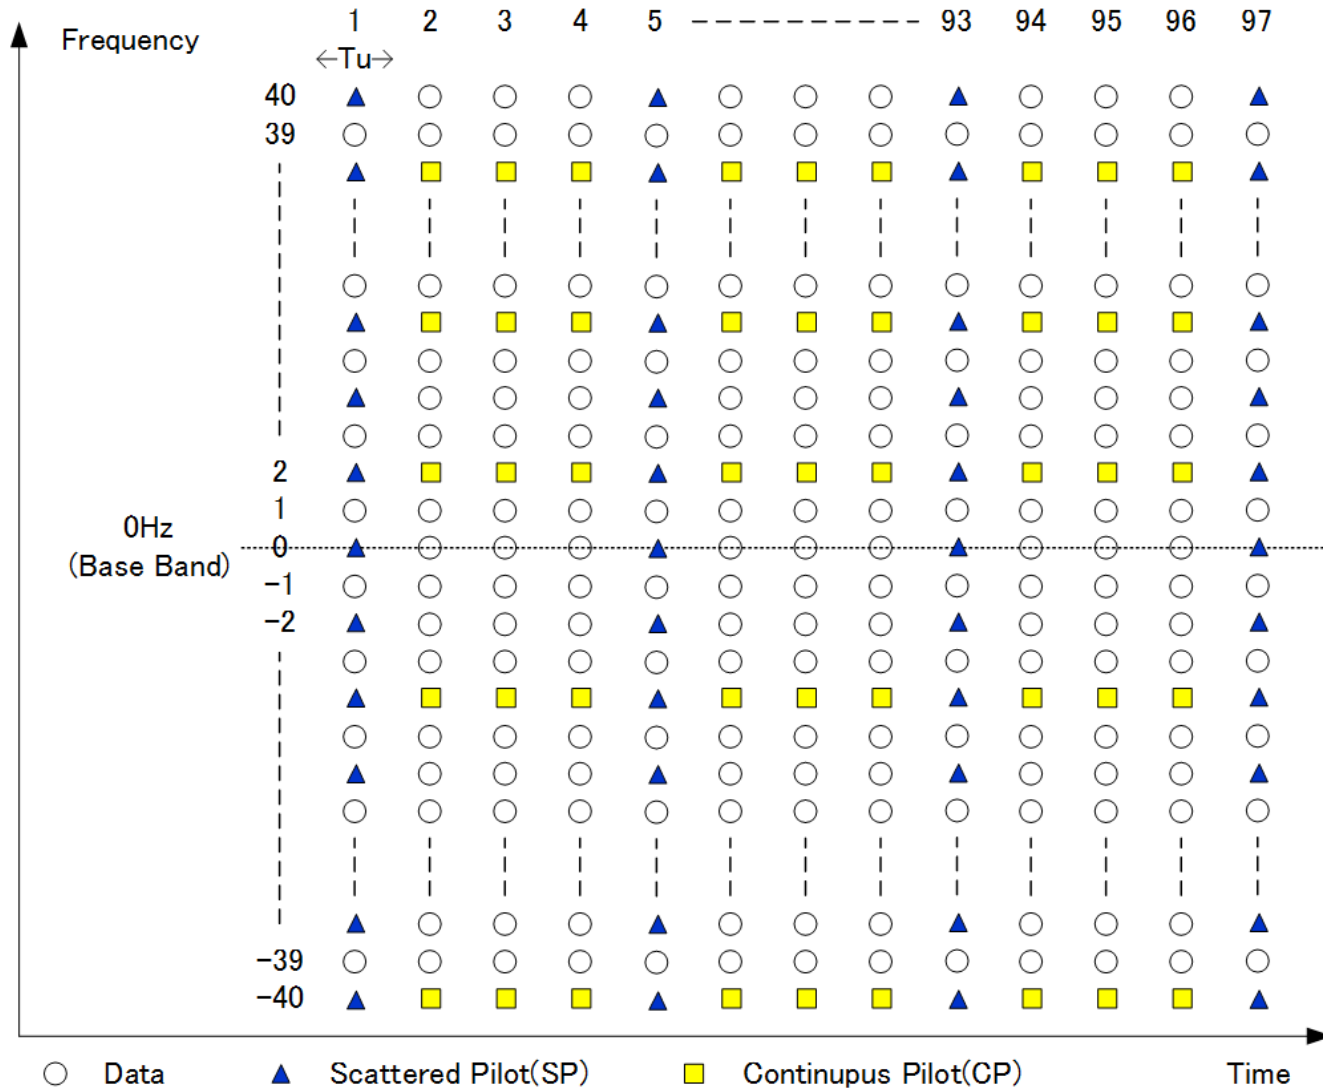 1 2 3 4 5 93 94 95 96 97
Frequency
←Tu→
40
39
2
1
0Hz
0
(Base Band)
-1
-2
-39
-40
Data Scattered Pilot(SP) Continupus Pilot(CP) Time